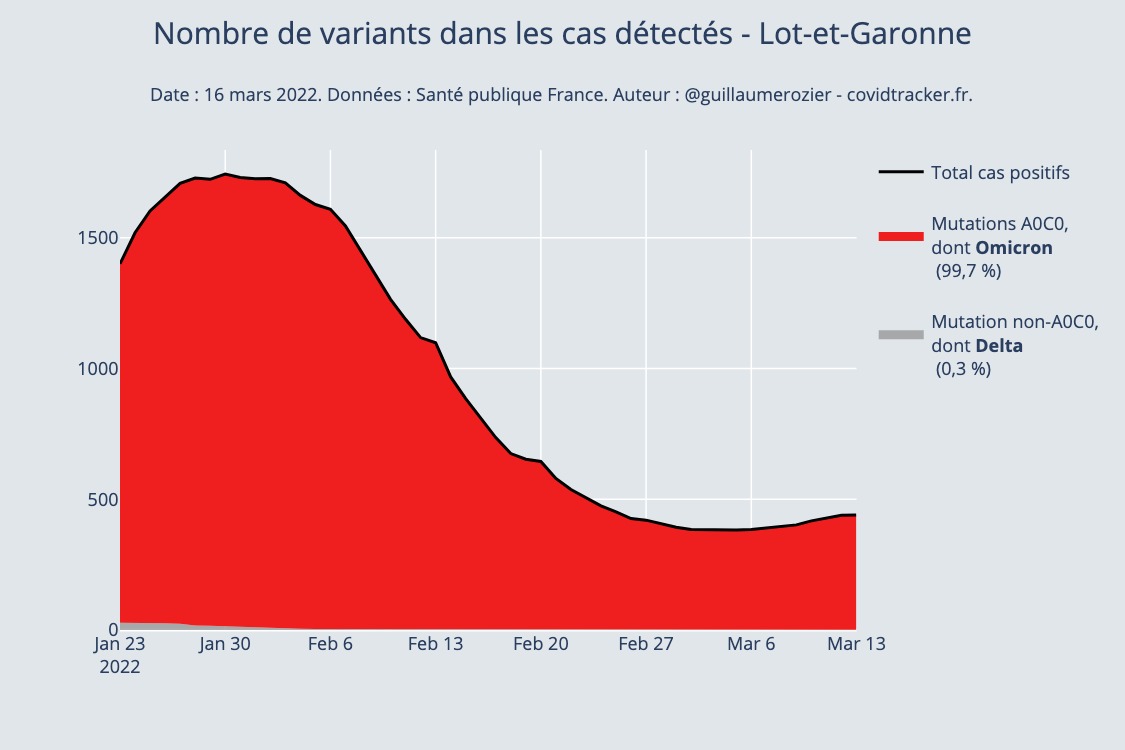 Nombre de variants dans les cas détectés - Lot-et-Garonne
Date : 16 mars 2022. Données : Santé publique France. Auteur : @guillaumerozier - covidtracker.fr.
Total cas positifs
Mutations A0C0,
dont Omicron
(99,7 %)
Mutation non-A0C0,
dont Delta
(0,3 %)
1500
1000
500
0
Jan 23 Jan 30 Feb 6 Feb 13 Feb 20 Feb 27 Mar 6 Mar 13
2022